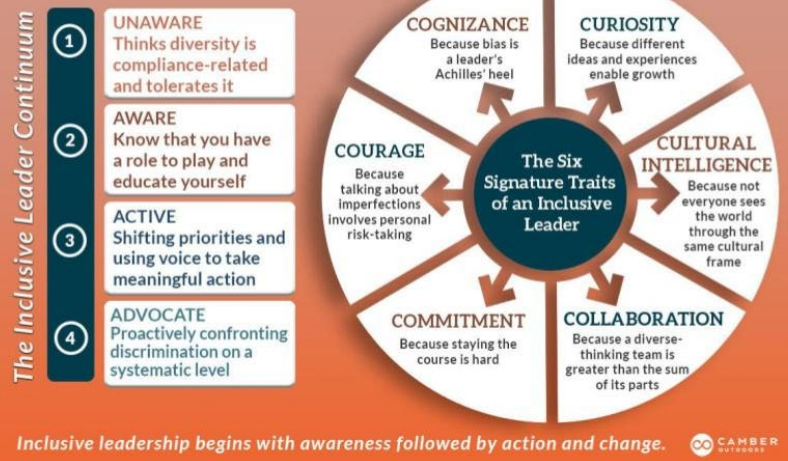 The Inclusive Leader Continuum
1
UNAWARE
Thinks diversity is
compliance-related
and tolerates it
2
AWARE
Know that you have
a role to play and
educate yourself
3
ACTIVE
Shifting priorities and
using voice to take
meaningful action
4
ADVOCATE
Proactively confronting
discrimination on a
systematic level
The Six
Signature Traits
of an Inclusive
Leader
COGNIZANCE
Because bias is
a leader's
Achilles' heel
CURIOSITY
Because different
ideas and experiences
enable growth
CULTURAL
INTELLIGENCE
Because not
everyone sees
the world
through the
same cultural
frame
COLLABORATION
Because a diverse-
thinking team is
greater than the sum
of its parts
COMMITMENT
Because staying the
course is hard
COURAGE
Because
talking about
imperfections
involves personal
risk-taking
Inclusive leadership begins with awareness followed by action and change.
CAMBER
OUTDOORS